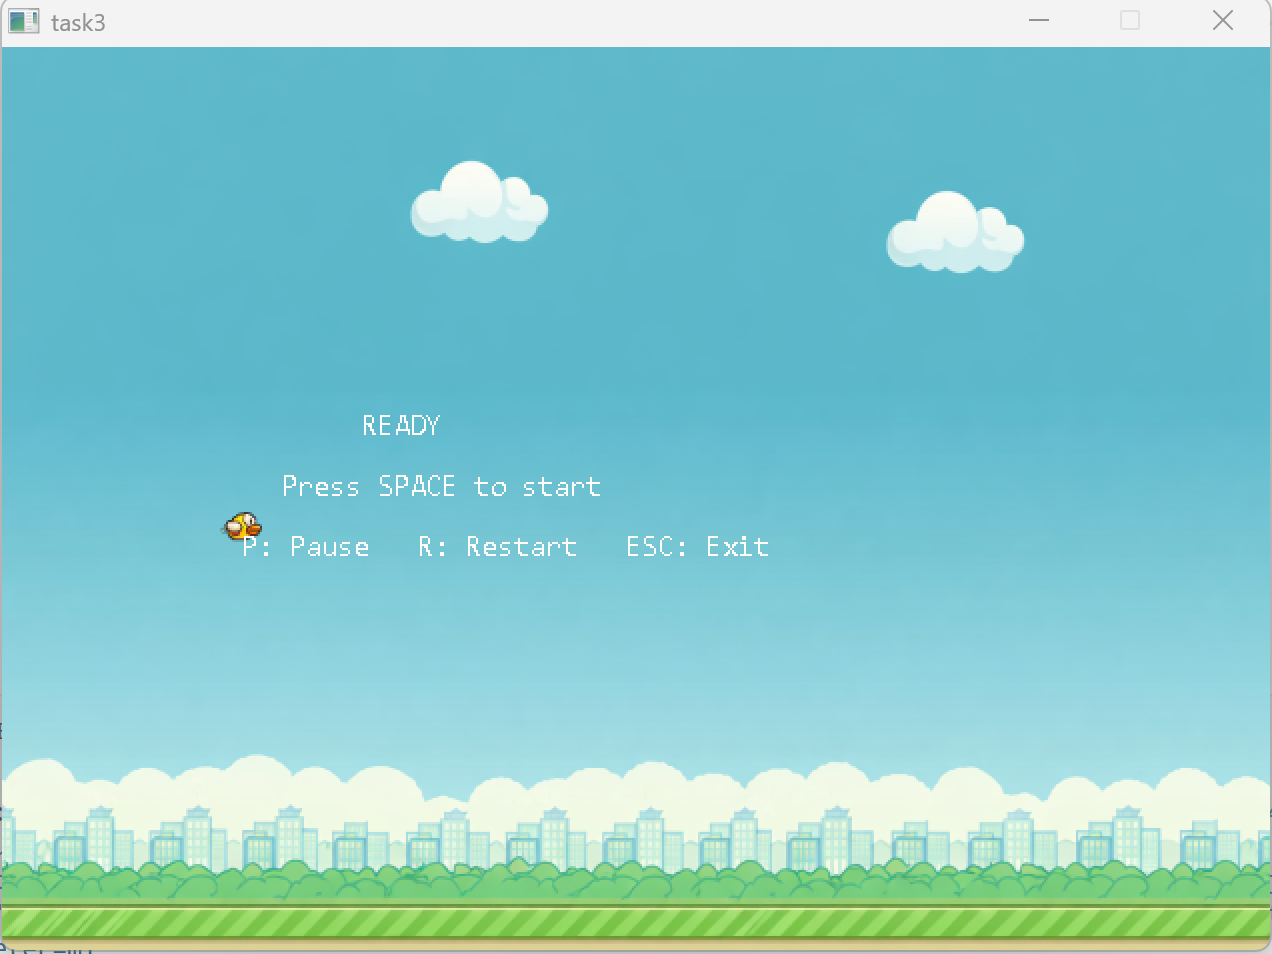 task3
READY
Press SPACE to start
P: Pause R: Restart ESC: Exit